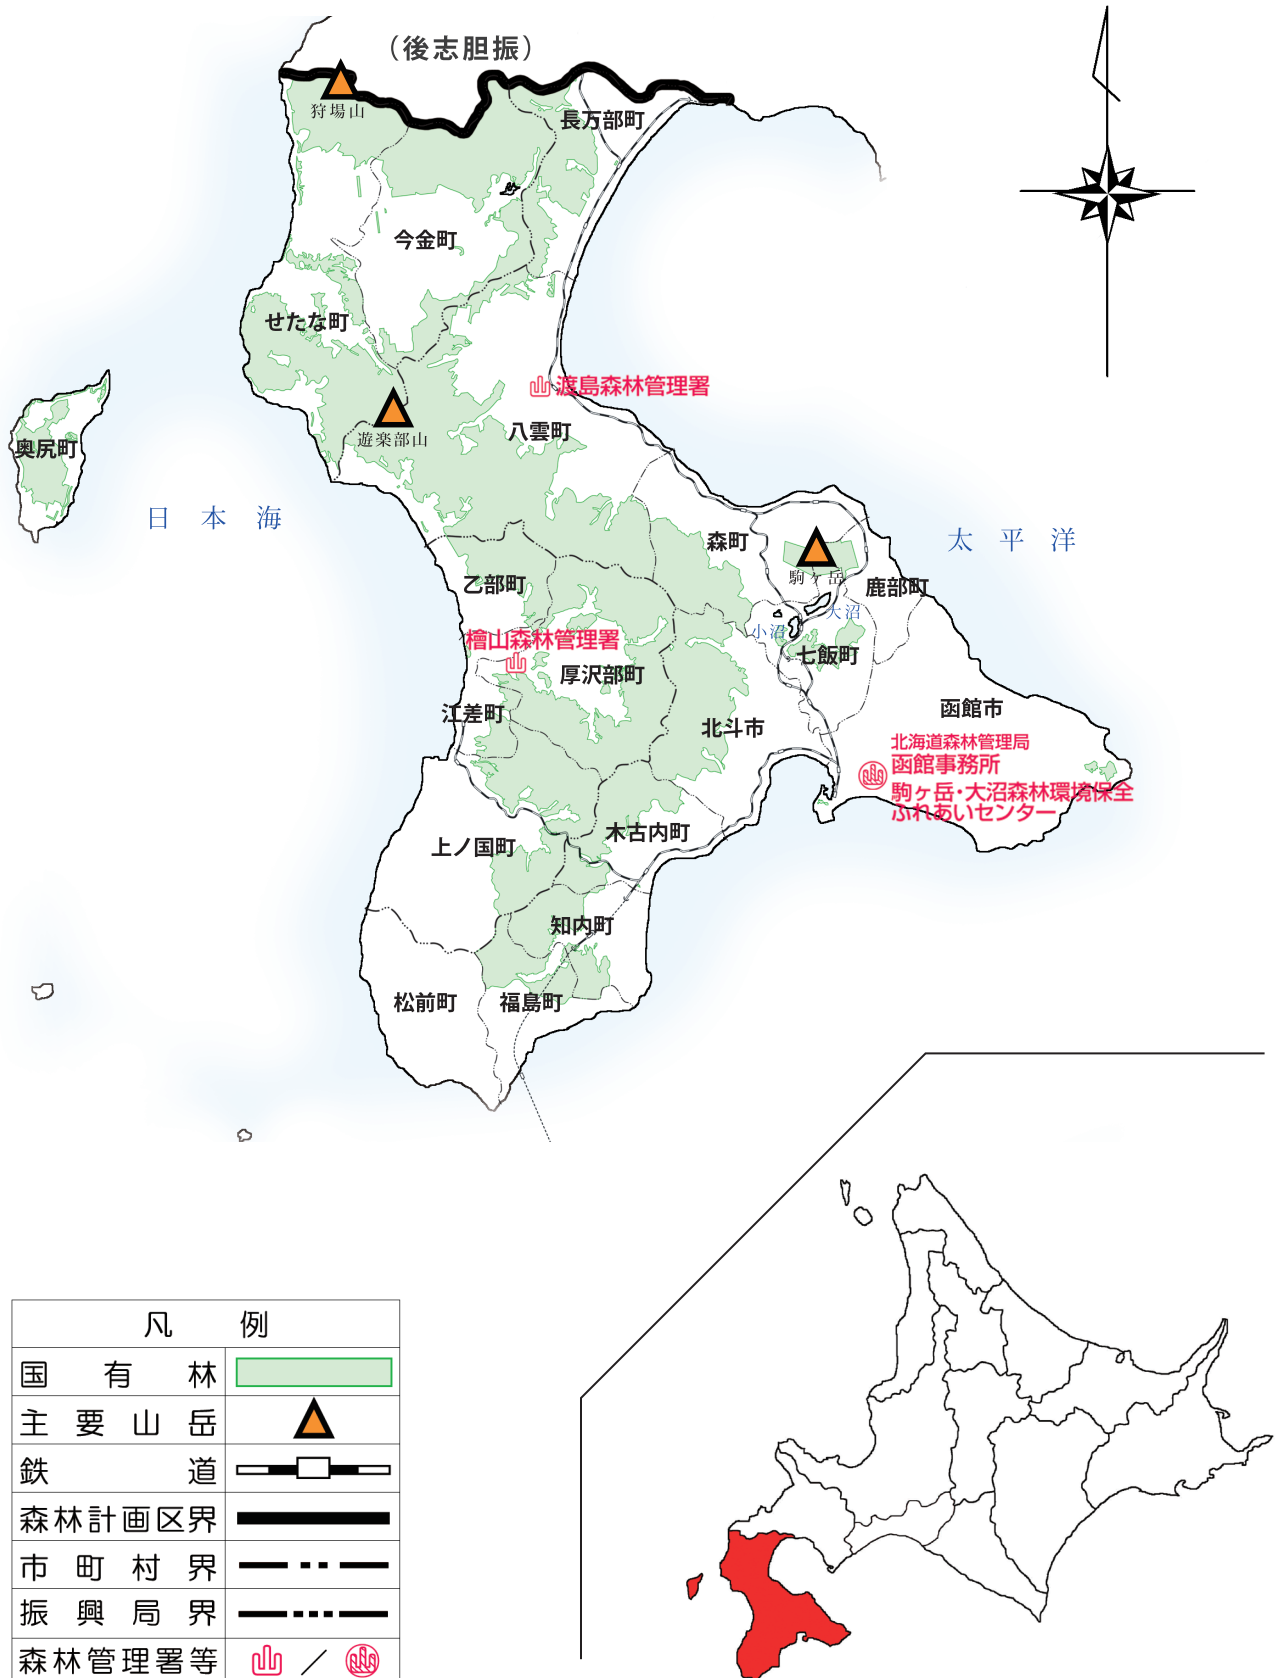 （後志胆振）
狩場山
長万部町
今金町
せたな町
渡島森林管理署
遊楽部山
八雲町
奥尻町
日本海
森町
太平洋
駒ヶ岳
鹿部町
乙部町
大沼
小沼
檜山森林管理署
七飯町
厚沢部町
江差町
北斗市
函館市
北海道森林管理局
函館事務所
駒ヶ岳・大沼森林環境保全
ふれあいセンター
木古内町
上ノ国町
知内町
松前町
福島町
凡例
国有林
主要山岳
鉄道
森林計画区界
市町村界
振興局界
森林管理署等
／